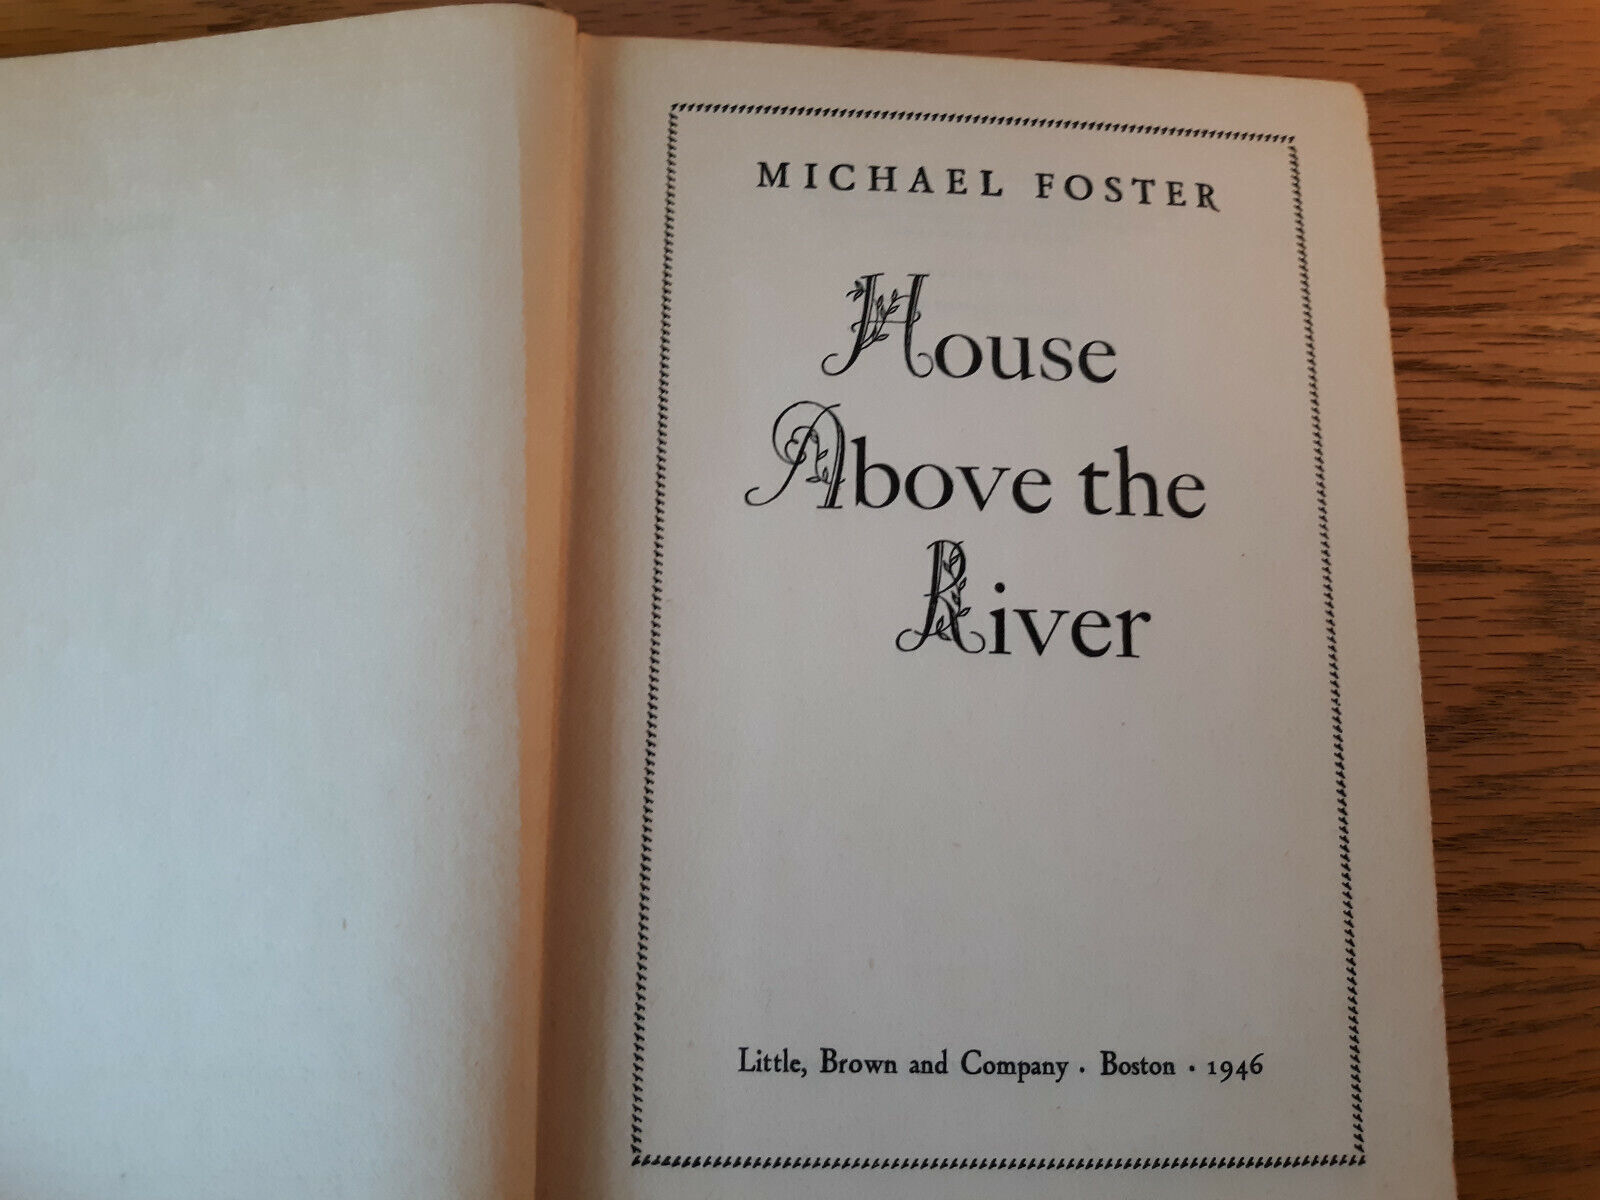 MICHAEL FOSTER
House
Above the
River
Little, Brown and Company · Boston · 1946